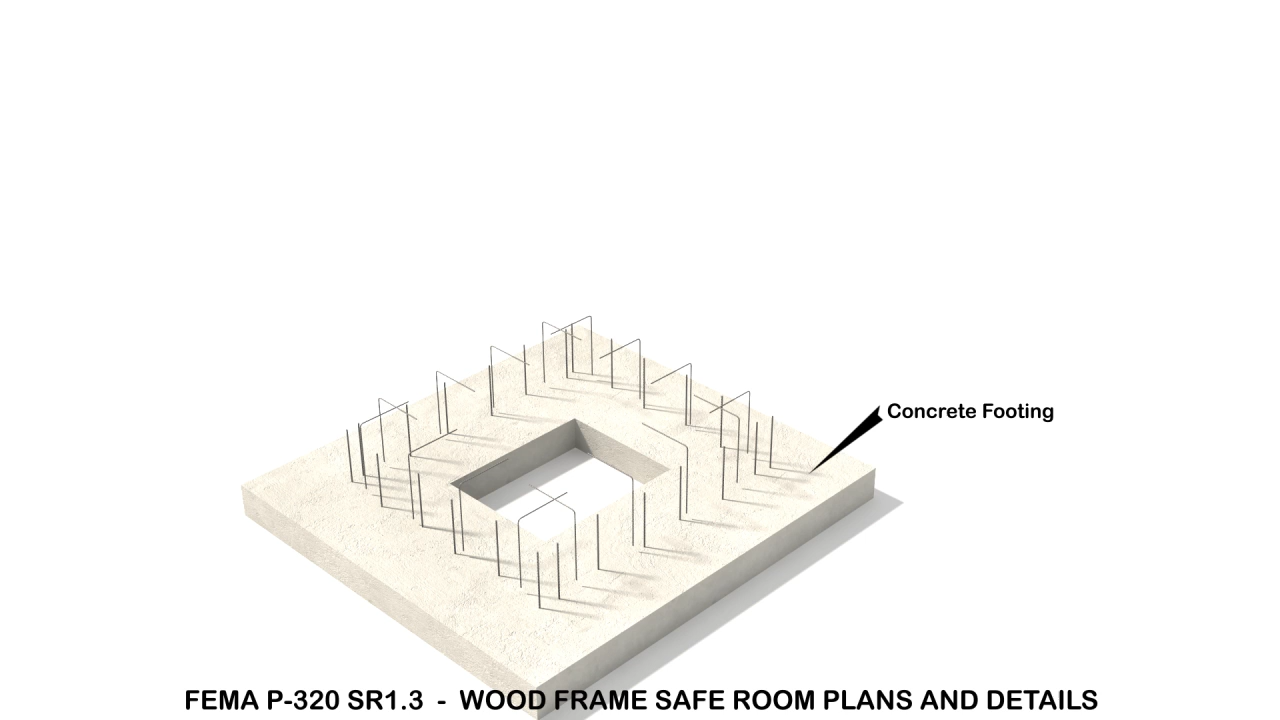 Concrete Footing
FEMA P-320 SR1.3 - WOOD FRAME SAFE ROOM PLANS AND DETAILS